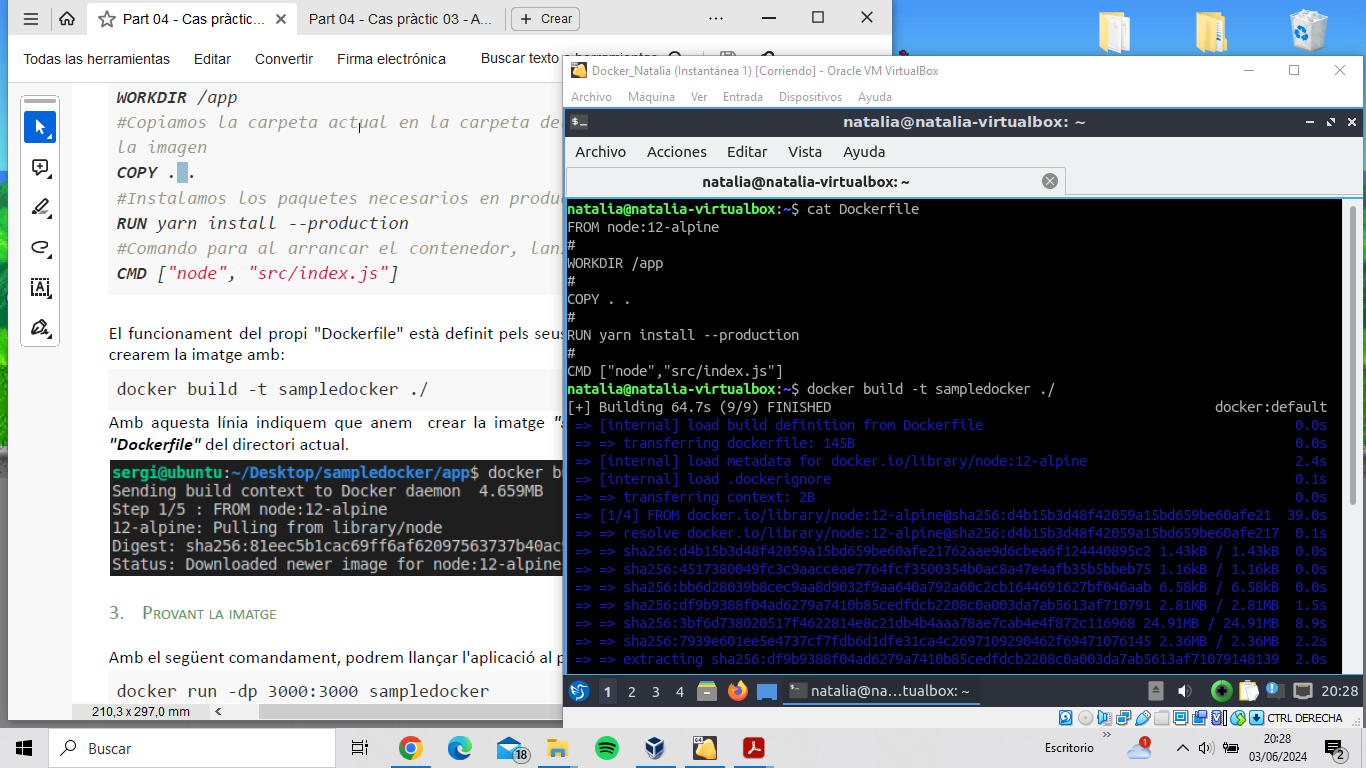 Part 04 - Cas pràctic...
Part 04 - Cas pràctic 03 - A...
Crear
Todas las herramientas
Editar
Convertir
Firma electrónica
Buscar texto
WORKDIR /app
#Copiamos la carpeta actual en la carpeta de
la imagen
COPY . .
#Instalamos los paquetes necesarios en produ
RUN yarn install --production
#Comando para al arrancar el contenedor, lan
CMD ["node", "src/index.js"]
El funcionament del propi "Dockerfile" està definit pels seus
crearem la imatge amb:
docker build -t sampledocker ./
Amb aquesta línia indiquem que anem crear la imatge "s
"Dockerfile" del directori actual.
sergi@ubuntu:~/Desktop/sampledocker/app$ docker b
Sending build context to Docker daemon 4.659MB
Step 1/5 : FROM node:12-alpine
12-alpine: Pulling from library/node
Digest: sha256:81eec5b1cac69ff6af62097563737b40ac
Status: Downloaded newer image for node:12-alpine
3. PROVANT LA IMATGE
Amb el següent comandament, podrem llançar l'aplicació al p
docker run -dp 3000:3000 sampledocker
210,3 x 297,0 mm
Docker_Natalia (Instantánea 1) [Corriendo] - Oracle VM VirtualBox
Archivo Máquina Ver Entrada Dispositivos Ayuda
natalia@natalia-virtualbox: ~
Archivo Acciones Editar Vista Ayuda
natalia@natalia-virtualbox: ~
natalia@natalia-virtualbox:~$ cat Dockerfile
FROM node:12-alpine
#
WORKDIR /app
#
COPY . .
#
RUN yarn install --production
#
CMD ["node","src/index.js"]
natalia@natalia-virtualbox:~$ docker build -t sampledocker ./
[+] Building 64.7s (9/9) FINISHED docker:default
=> [internal] load build definition from Dockerfile 0.0s
=> => transferring dockerfile: 145B 0.0s
=> [internal] load metadata for docker.io/library/node:12-alpine 2.4s
=> [internal] load .dockerignore 0.1s
=> => transferring context: 2B 0.0s
=> [1/4] FROM docker.io/library/node:12-alpine@sha256:d4b15b3d48f42059a15bd659be60afe21 39.0s
=> => resolve docker.io/library/node:12-alpine@sha256:d4b15b3d48f42059a15bd659be60afe217 0.1s
=> => sha256:d4b15b3d48f42059a15bd659be60afe21762aae9d6cbea6f124440895c2 1.43kB / 1.43kB 0.0s
=> => sha256:4517380049fc3c9aacceae7764fcf3500354b0ac8a47e4afb35b5bbeb75 1.16kB / 1.16kB 0.0s
=> => sha256:bb6d28039b8cec9aa8d9032f9aa640a792a60c2cb1644691627bf046aab 6.58kB / 6.58kB 0.0s
=> => sha256:df9b9388f04ad6279a7410b85cedfdcb2208c0a003da7ab5613af710791 2.81MB / 2.81MB 1.5s
=> => sha256:3bf6d738020517f4622814e8c21db4b4aaa78ae7cab4e4f872c116968 24.91MB / 24.91MB 8.9s
=> => sha256:7939e601ee5e4737cf7fdb6d1dfe31ca4c2697109290462f69471076145 2.36MB / 2.36MB 2.2s
=> => extracting sha256:df9b9388f04ad6279a7410b85cedfdcb2208c0a003da7ab5613af71079148139 2.0s
1 2 3 4
natalia@na...tualbox: ~
20:28
CTRL DERECHA
Buscar
18
Escritorio
1
20:28
03/06/2024
2